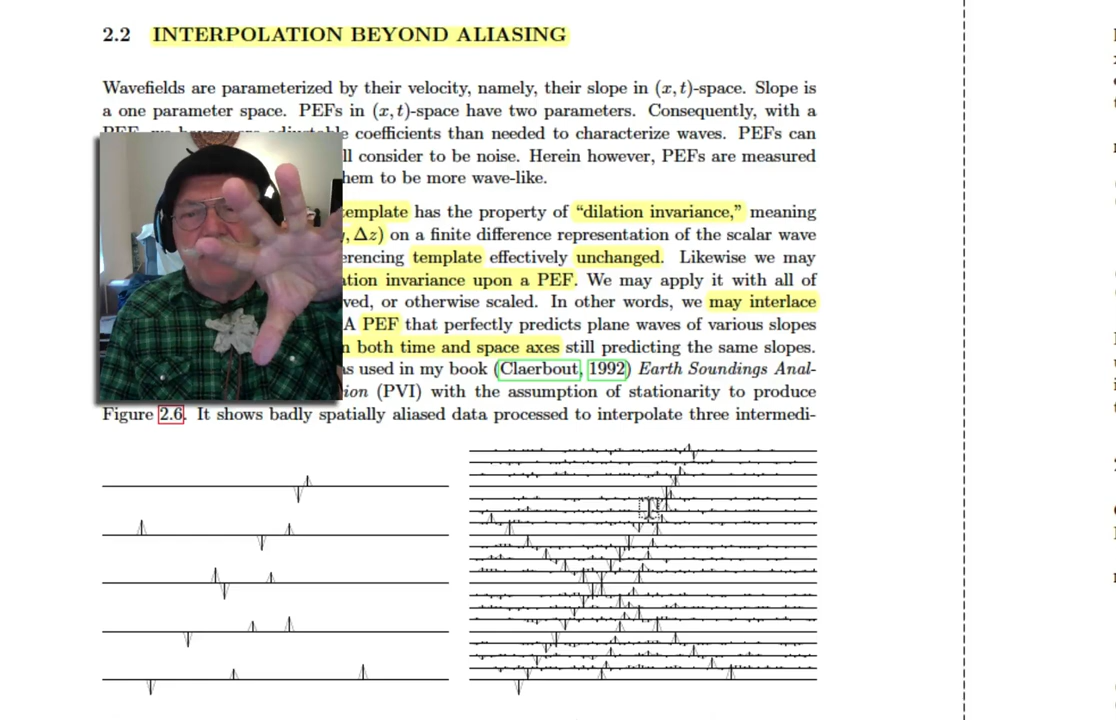 2.2 INTERPOLATION BEYOND ALIASING
Wavefields are parameterized by their velocity, namely, their slope in (x, t)-space. Slope is
a one parameter space. PEFs in (x, t)-space have two parameters. Consequently, with a
coefficients than needed to characterize waves. PEFs can
ll consider to be noise. Herein however, PEFs are measured
hem to be more wave-like.
template has the property of “dilation invariance,” meaning
, Δz) on a finite difference representation of the scalar wave
erencing template effectively unchanged. Likewise we may
tion invariance upon a PEF. We may apply it with all of
ved, or otherwise scaled. In other words, we may interlace
A PEF that perfectly predicts plane waves of various slopes
n both time and space axes still predicting the same slopes.
as used in my book (Claerbout, 1992) Earth Soundings Anal-
ion (PVI) with the assumption of stationarity to produce
Figure 2.6. It shows badly spatially aliased data processed to interpolate three intermedi-